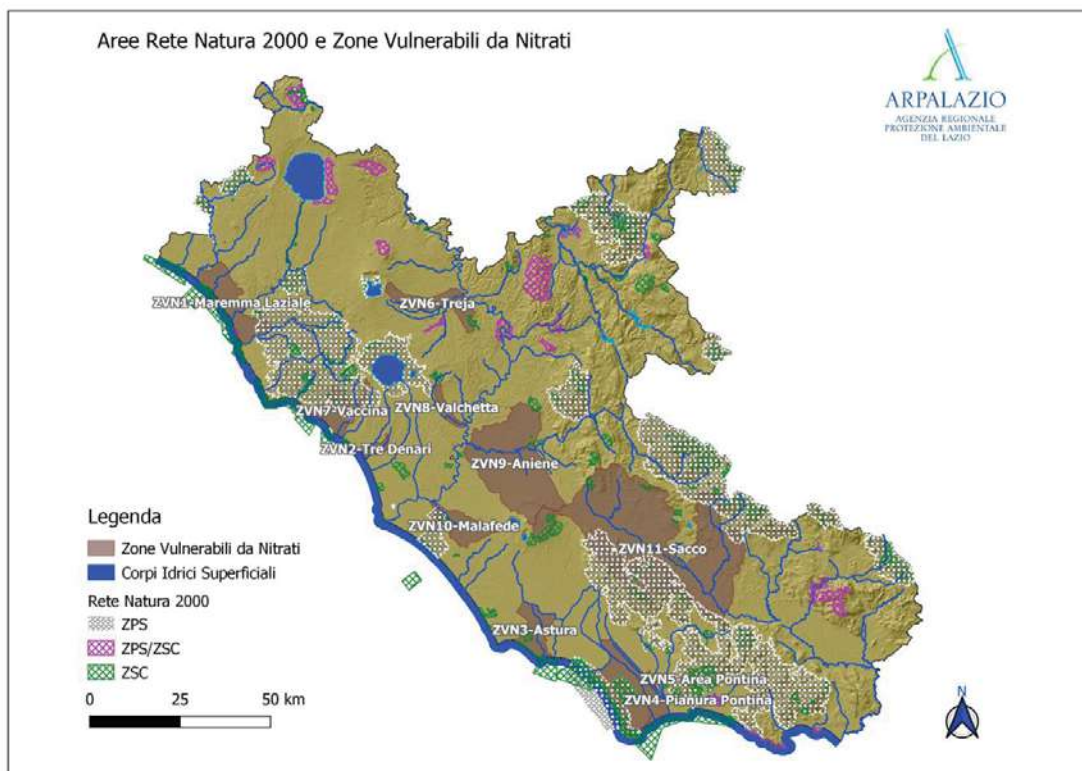 Aree Rete Natura 2000 e Zone Vulnerabili da Nitrati
ARPALAZIO
AGENZIA REGIONALE
PROTEZIONE AMBIENTALE
DEL LAZIO
ZVN1-Maremma Laziale
ZVN6-Treja
ZVN7-Vaccina
ZVN8-Valchetta
ZVN2-Tre Denari
ZVN9-Aniene
ZVN10-Malafede
ZVN11-Sacco
ZVN3-Astura
ZVN5-Area Pontina
ZVN4-Pianura Pontina
Legenda
Zone Vulnerabili da Nitrati
Corpi Idrici Superficiali
Rete Natura 2000
ZPS
ZPS/ZSC
ZSC
0 25 50 km
N